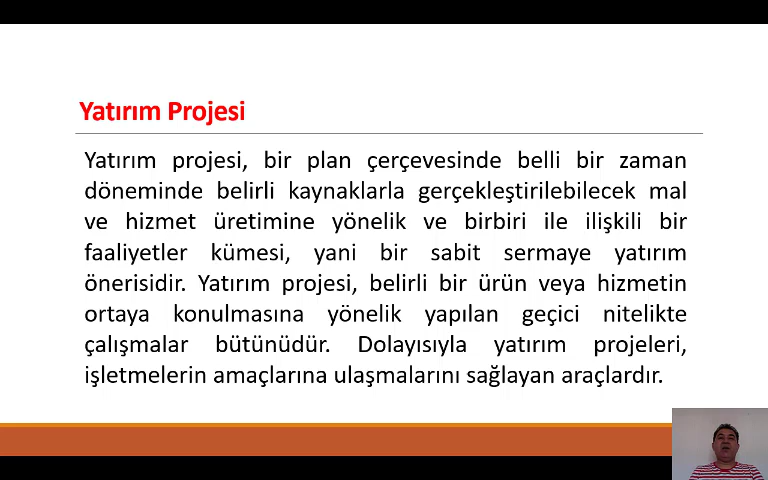 Yatırım Projesi
Yatırım projesi, bir plan çerçevesinde belli bir zaman
döneminde belirli kaynaklarla gerçekleştirilebilecek mal
ve hizmet üretimine yönelik ve birbiri ile ilişkili bir
faaliyetler kümesi, yani bir sabit sermaye yatırım
önerisidir. Yatırım projesi, belirli bir ürün veya hizmetin
ortaya konulmasına yönelik yapılan geçici nitelikte
çalışmalar bütünüdür. Dolayısıyla yatırım projeleri,
işletmelerin amaçlarına ulaşmalarını sağlayan araçlardır.